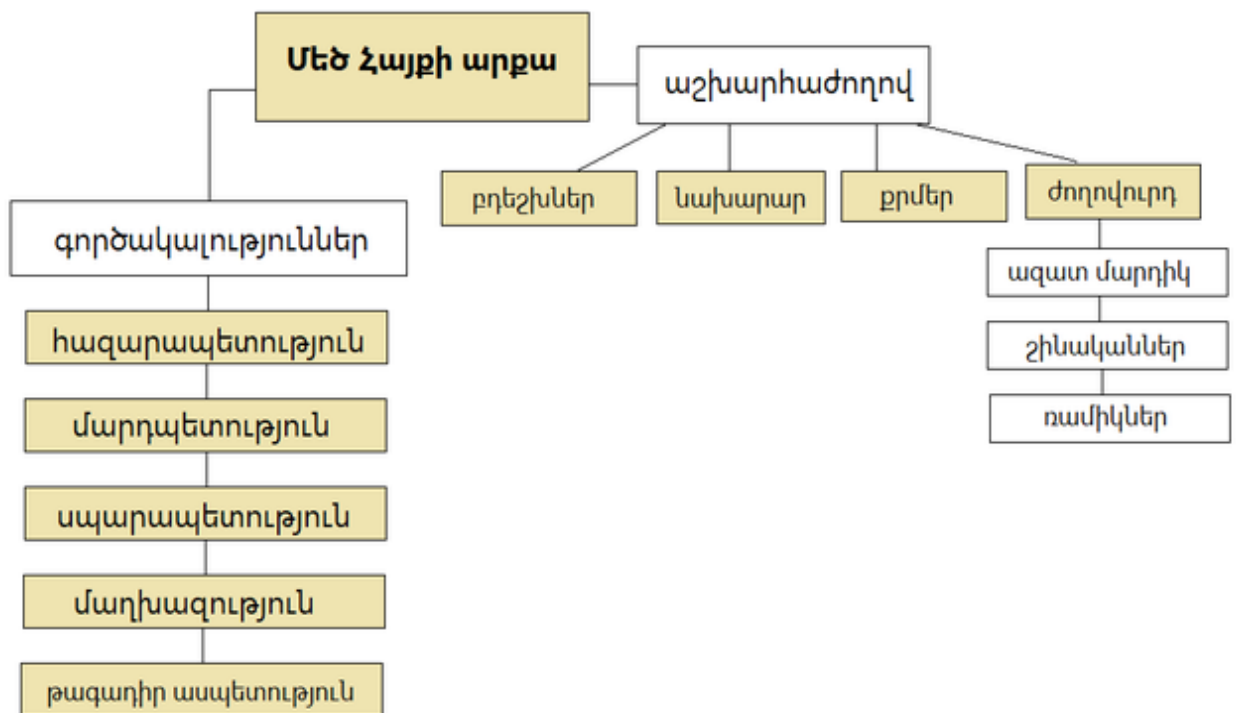 Մեծ Հայքի արքա
աշխարհաժողով
բդեշխներ
նախարար
քրմեր
ժողովուրդ
ազատ մարդիկ
շինականներ
ռամիկներ
գործակալություններ
հազարապետություն
մարդպետություն
սպարապետություն
մաղխազություն
թագադիր ասպետություն